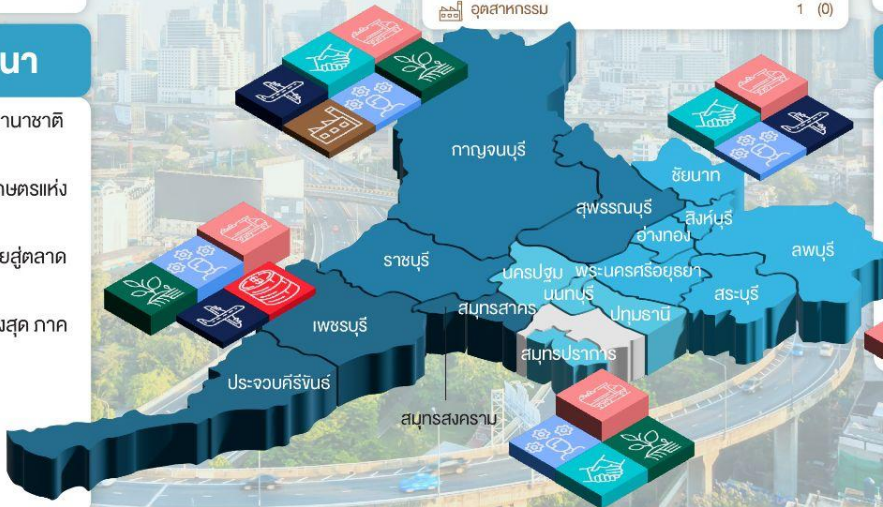 อุตสาหกรรม 1 (0)
นา
านาชาติ
กษตรแห่ง
ยสู่ตลาด
งสุด ภาค
กาญจนบุรี
ชัยนาท
สุพรรณบุรี
สิงห์บุรี
อ่างทอง
ลพบุรี
ราชบุรี
นครปฐม
พระนครศรีอยุธยา
สระบุรี
นนทบุรี
ปทุมธานี
สมุทรสาคร
เพชรบุรี
สมุทรปราการ
ประจวบคีรีขันธ์
สมุทรสงคราม